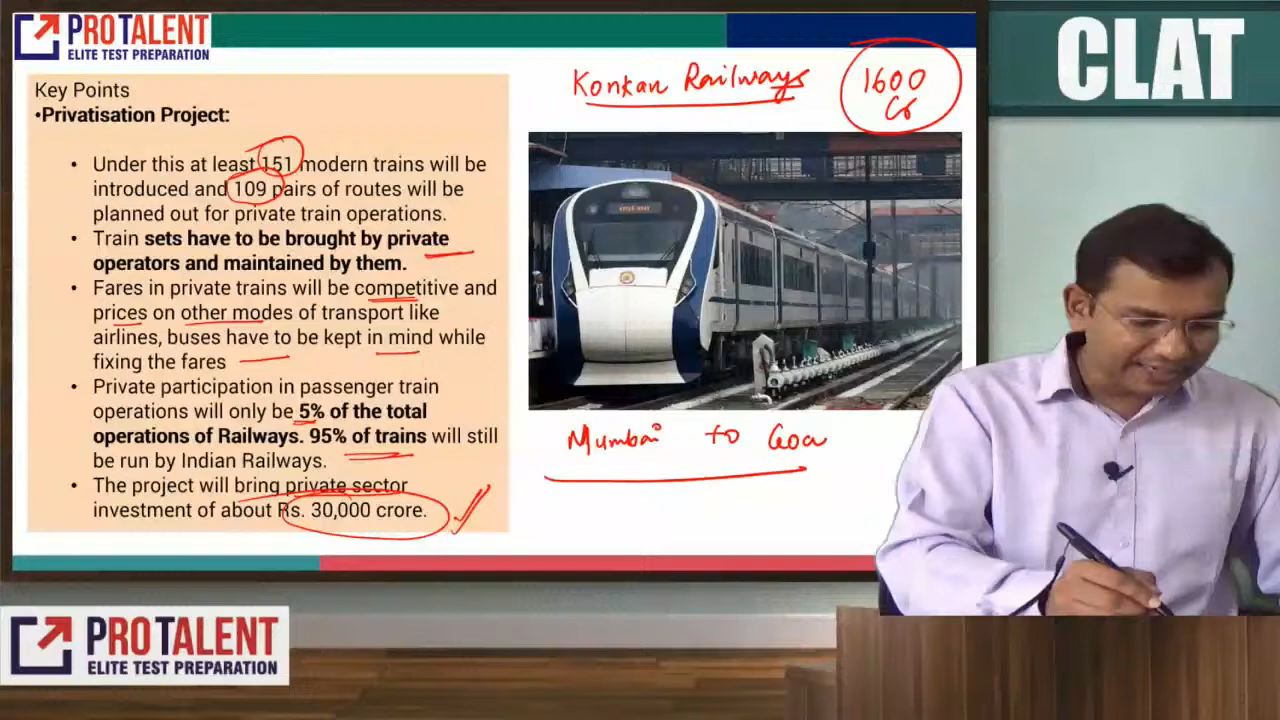 PROTALENT
ELITE TEST PREPARATION
CLAT
Key Points
•Privatisation Project:
• Under this at least 151 modern trains will be
introduced and 109 pairs of routes will be
planned out for private train operations.
• Train sets have to be brought by private
operators and maintained by them.
• Fares in private trains will be competitive and
prices on other modes of transport like
airlines, buses have to be kept in mind while
fixing the fares
• Private participation in passenger train
operations will only be 5% of the total
operations of Railways. 95% of trains will still
be run by Indian Railways.
• The project will bring private sector
investment of about Rs. 30,000 crore.
Konkan Railways
1600
Cr
Mumbai to Goa
PROTALENT
ELITE TEST PREPARATION